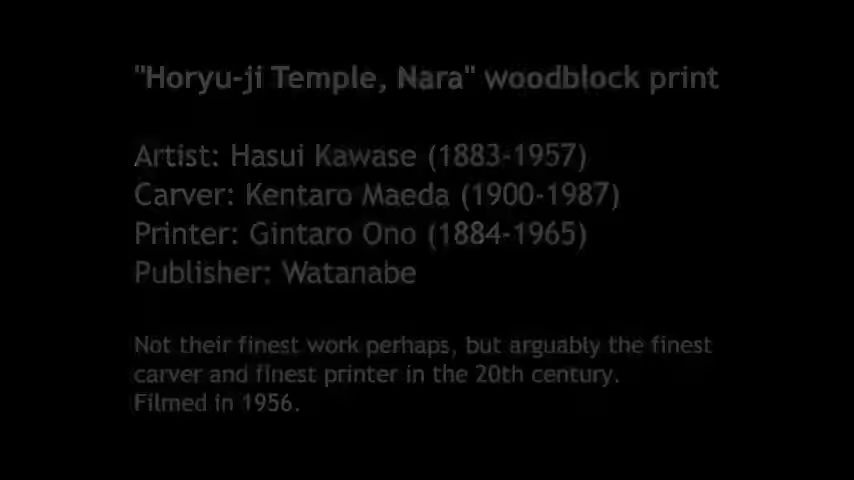 "Horyu-ji Temple, Nara" woodblock print
Artist: Hasui Kawase (1883-1957)
Carver: Kentaro Maeda (1900-1987)
Printer: Gintaro Ono (1884-1965)
Publisher: Watanabe
Not their finest work perhaps, but arguably the finest
carver and finest printer in the 20th century.
Filmed in 1956.